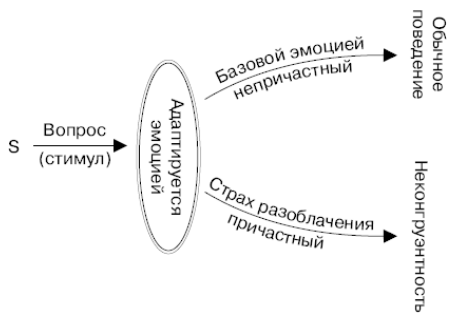 S
Вопрос
(стимул)
Адаптируется
эмоцией
Базовой эмоцией
непричастный
Обычное
поведение
Страх разоблачения
причастный
Неконгруэнтность